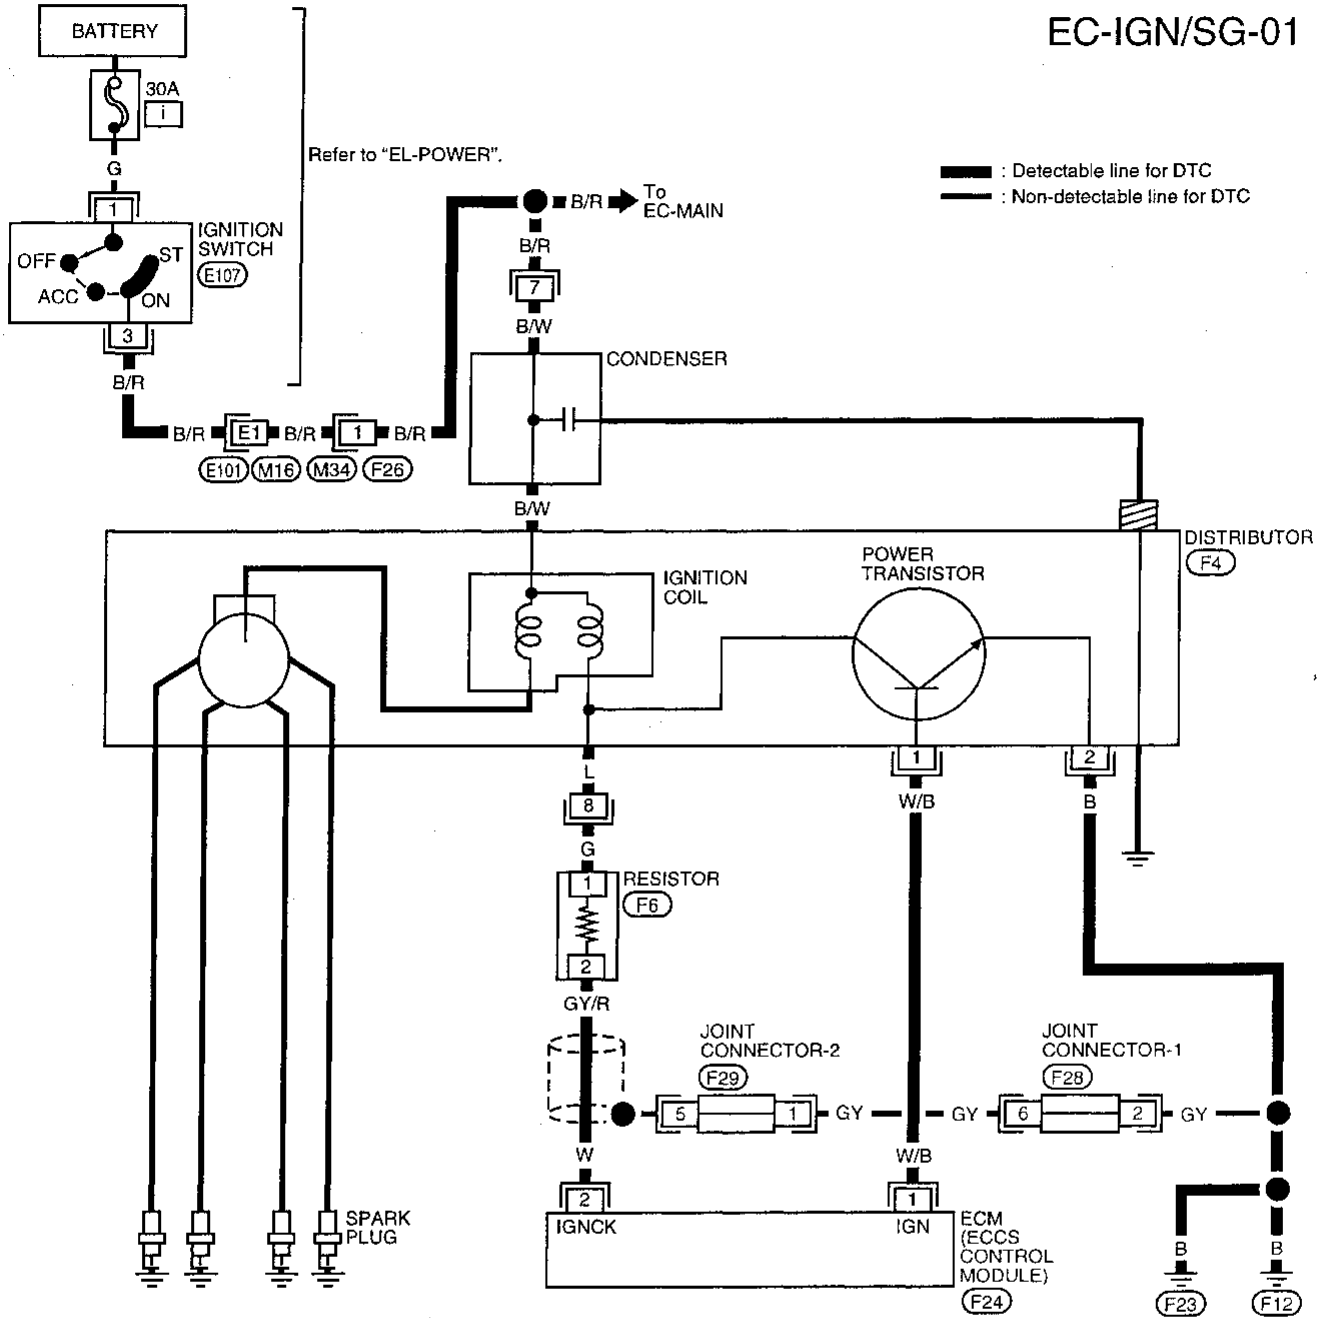 EC-IGN/SG-01
BATTERY
30A
i
G
Refer to "EL-POWER".
: Detectable line for DTC
: Non-detectable line for DTC
1
IGNITION
SWITCH
E107
OFF
ST
ACC
ON
3
B/R
B/R
E1
B/R
1
B/R
E101
M16
M34
F26
B/R
To
EC-MAIN
B/R
7
B/W
CONDENSER
B/W
DISTRIBUTOR
F4
POWER
TRANSISTOR
IGNITION
COIL
1
2
L
W/B
B
8
G
1
RESISTOR
F6
2
GY/R
JOINT
CONNECTOR-2
F29
JOINT
CONNECTOR-1
F28
5
1
GY
GY
6
2
GY
W
W/B
2
1
IGNCK
IGN
ECM
(ECCS
CONTROL
MODULE)
F24
SPARK
PLUG
B
B
F23
F12